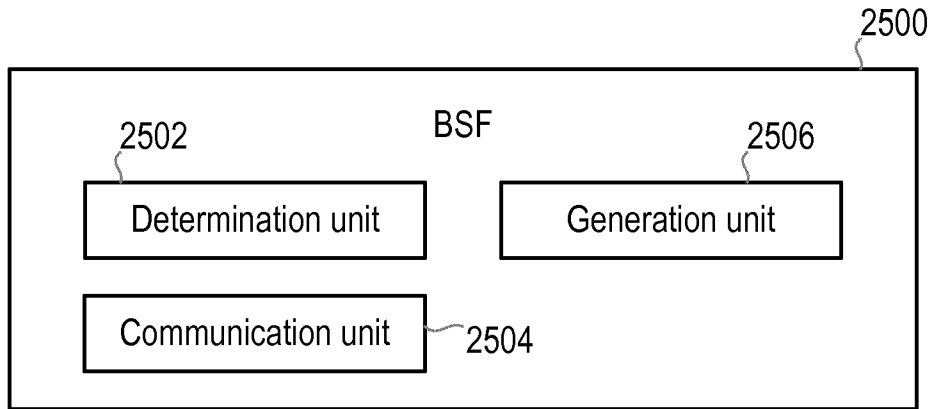 2500
BSF
2502
2506
Determination unit
Generation unit
Communication unit
2504